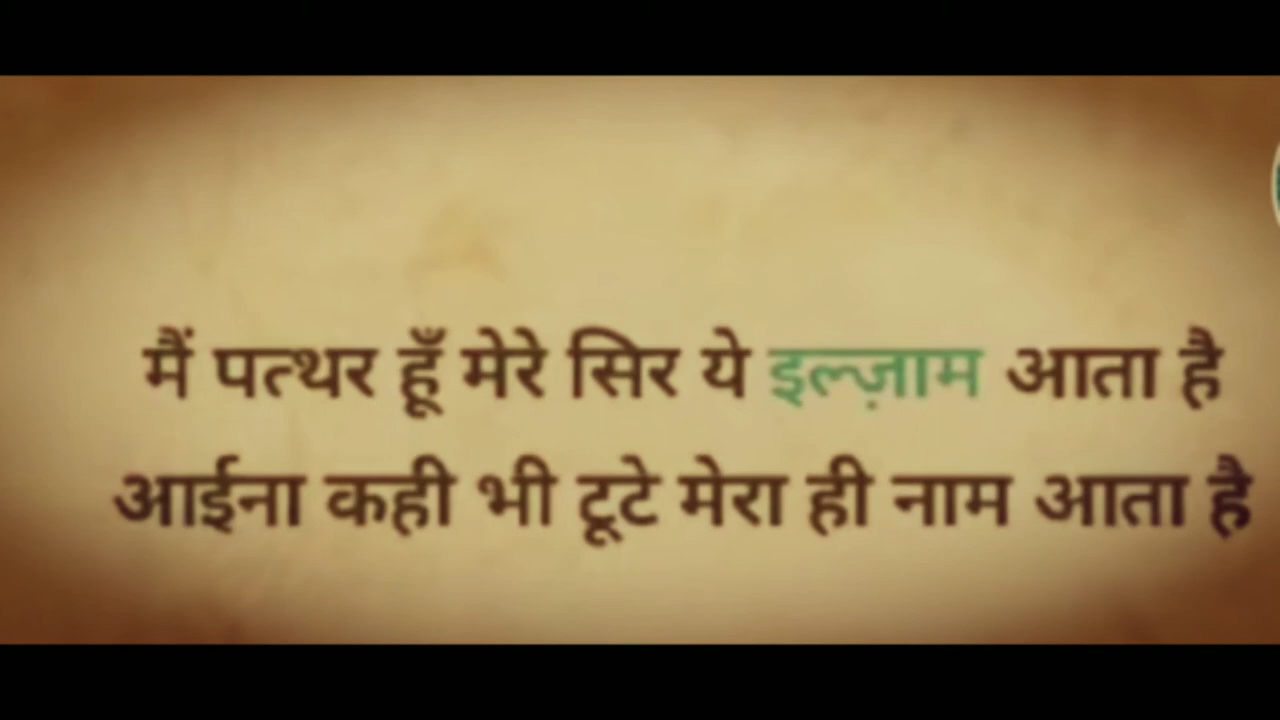 मैं पत्थर हूँ मेरे सिर ये इल्ज़ाम आता है
आईना कही भी टूटे मेरा ही नाम आता है